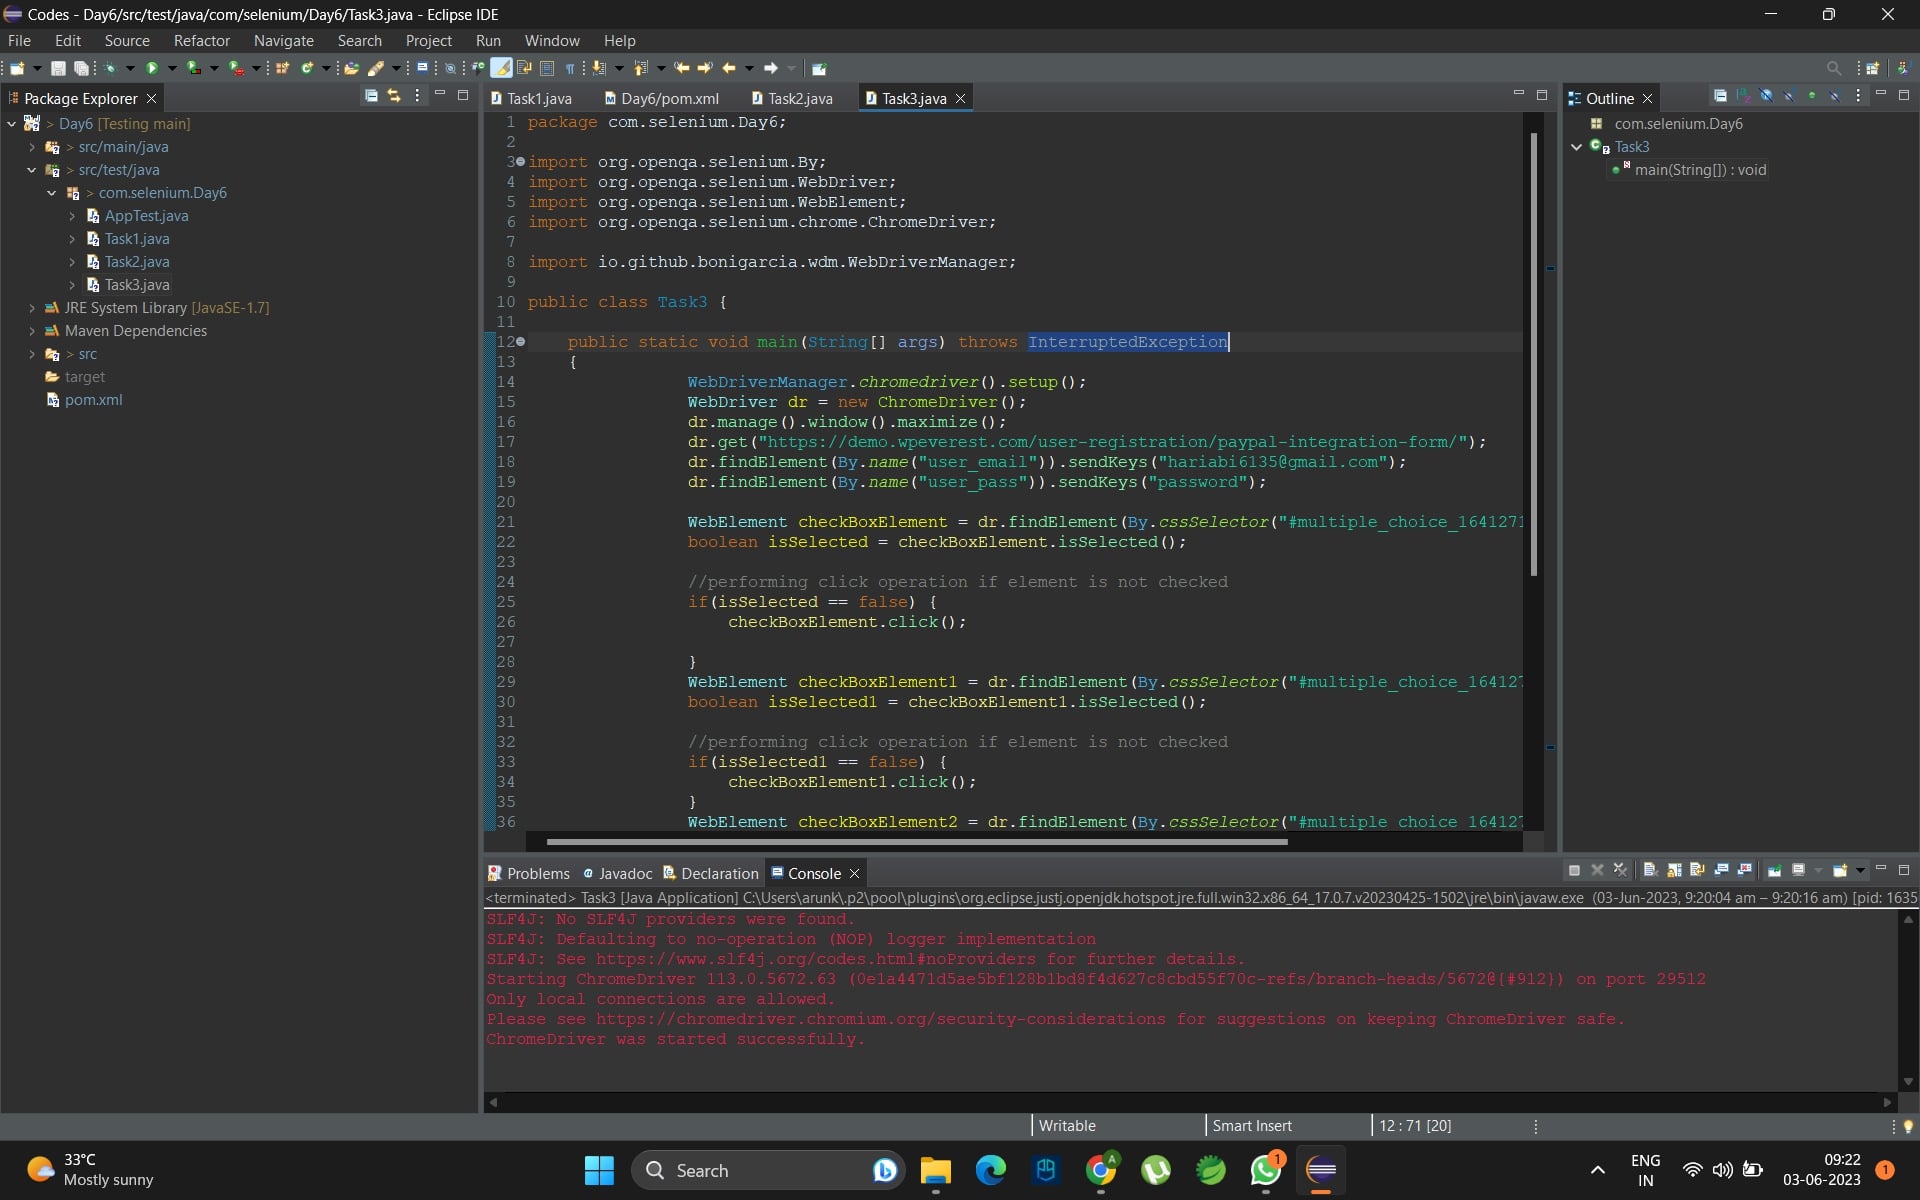 Codes - Day6/src/test/java/com/selenium/Day6/Task3.java - Eclipse IDE
File Edit Source Refactor Navigate Search Project Run Window Help
Package Explorer
Day6 [Testing main]
> src/main/java
> src/test/java
> com.selenium.Day6
AppTest.java
Task1.java
Task2.java
Task3.java
JRE System Library [JavaSE-1.7]
Maven Dependencies
> src
target
pom.xml
Task1.java Day6/pom.xml Task2.java Task3.java
1 package com.selenium.Day6;
2
3 import org.openqa.selenium.By;
4 import org.openqa.selenium.WebDriver;
5 import org.openqa.selenium.WebElement;
6 import org.openqa.selenium.chrome.ChromeDriver;
7
8 import io.github.bonigarcia.wdm.WebDriverManager;
9
10 public class Task3 {
11
12 public static void main(String[] args) throws InterruptedException
13 {
14 WebDriverManager.chromedriver().setup();
15 WebDriver dr = new ChromeDriver();
16 dr.manage().window().maximize();
17 dr.get("https://demo.wpeverest.com/user-registration/paypal-integration-form/");
18 dr.findElement(By.name("user_email")).sendKeys("hariabi6135@gmail.com");
19 dr.findElement(By.name("user_pass")).sendKeys("password");
20
21 WebElement checkBoxElement = dr.findElement(By.cssSelector("#multiple_choice_1641271
22 boolean isSelected = checkBoxElement.isSelected();
23
24 //performing click operation if element is not checked
25 if(isSelected == false) {
26 checkBoxElement.click();
27
28 }
29 WebElement checkBoxElement1 = dr.findElement(By.cssSelector("#multiple_choice_164127
30 boolean isSelected1 = checkBoxElement1.isSelected();
31
32 //performing click operation if element is not checked
33 if(isSelected1 == false) {
34 checkBoxElement1.click();
35 }
36 WebElement checkBoxElement2 = dr.findElement(By.cssSelector("#multiple choice 164127
Outline
com.selenium.Day6
Task3
main(String[]) : void
Problems Javadoc Declaration Console
<terminated> Task3 [Java Application] C:\Users\arunk\.p2\pool\plugins\org.eclipse.justj.openjdk.hotspot.jre.full.win32.x86_64_17.0.7.v20230425-1502\jre\bin\javaw.exe (03-Jun-2023, 9:20:04 am – 9:20:16 am) [pid: 1635
SLF4J: No SLF4J providers were found.
SLF4J: Defaulting to no-operation (NOP) logger implementation
SLF4J: See https://www.slf4j.org/codes.html#noProviders for further details.
Starting ChromeDriver 113.0.5672.63 (0e1a4471d5ae5bf128b1bd8f4d627c8cbd55f70c-refs/branch-heads/5672@{#912}) on port 29512
Only local connections are allowed.
Please see https://chromedriver.chromium.org/security-considerations for suggestions on keeping ChromeDriver safe.
ChromeDriver was started successfully.
Writable Smart Insert 12 : 71 [20]
33°C
Mostly sunny
Search
1
ENG
IN
09:22
03-06-2023
1